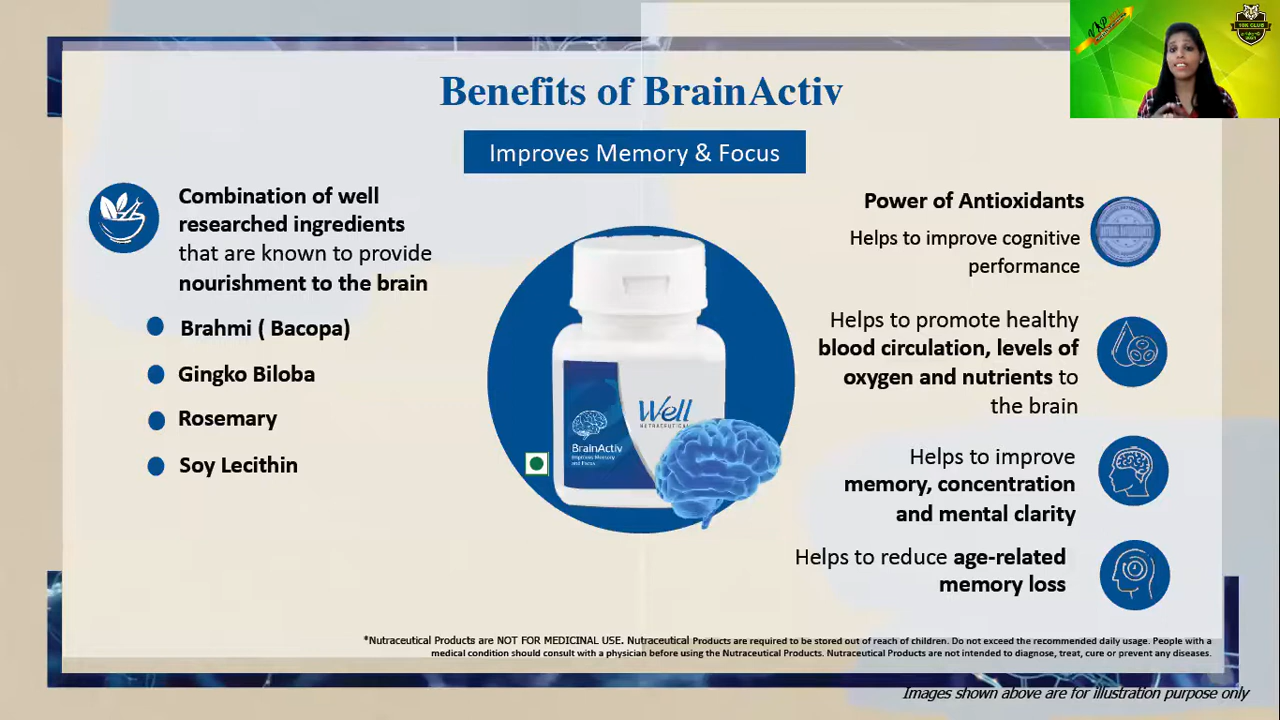 Benefits of BrainActiv
Improves Memory & Focus
Combination of well
researched ingredients
that are known to provide
nourishment to the brain
Brahmi ( Bacopa)
Gingko Biloba
Rosemary
Soy Lecithin
Well
NUTRACEUTICAL
BrainActiv
Improves Memory
and Focus
Power of Antioxidants
Helps to improve cognitive
performance
Helps to promote healthy
blood circulation, levels of
oxygen and nutrients to
the brain
Helps to improve
memory, concentration
and mental clarity
Helps to reduce age-related
memory loss
*Nutraceutical Products are NOT FOR MEDICINAL USE. Nutraceutical Products are required to be stored out of reach of children. Do not exceed the recommended daily usage. People with a
medical condition should consult with a physician before using the Nutraceutical Products. Nutraceutical Products are not intended to diagnose, treat, cure or prevent any diseases.
Images shown above are for illustration purpose only